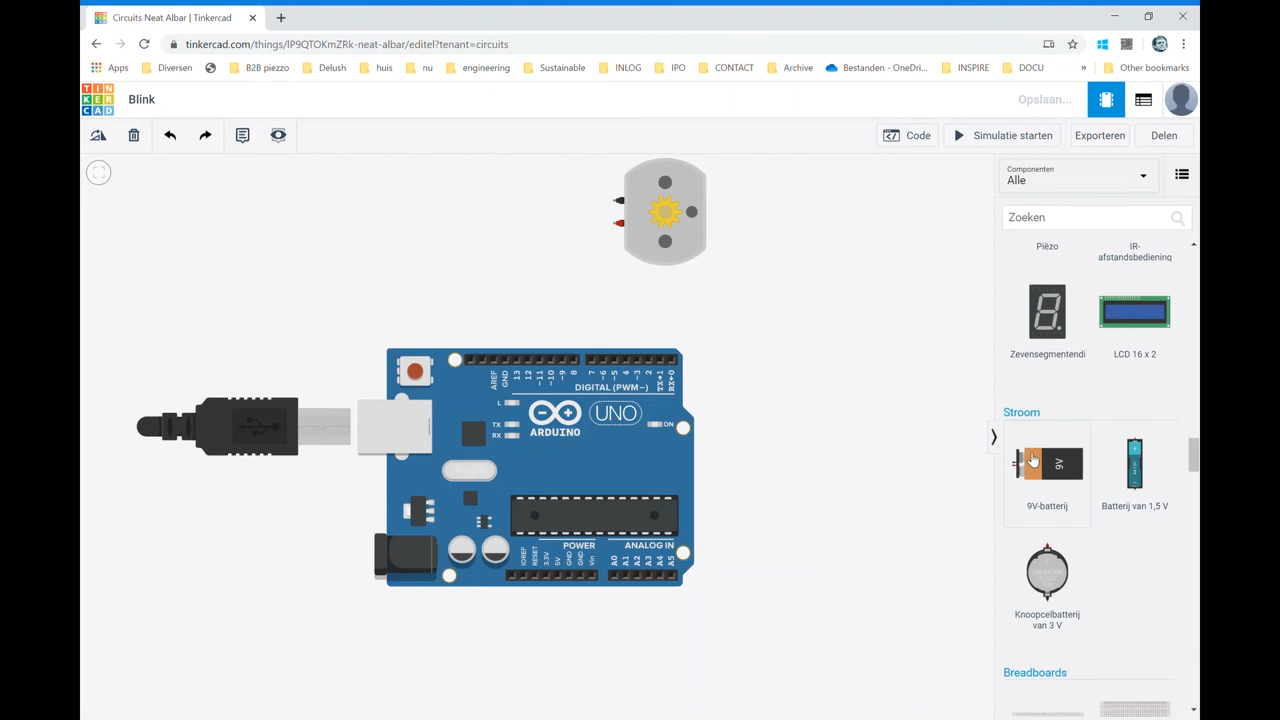 Circuits Neat Albar | Tinkercad
tinkercad.com/things/IP9QTOKmZRk-neat-albar/editel?tenant=circuits
Apps Diversen B2B piezzo Delush huis nu engineering Sustainable INLOG IPO CONTACT Archive Bestanden - OneDri... INSPIRE DOCU » Other bookmarks
TIN
KER
CAD
Blink
Opslaan...
Code
Simulatie starten
Exporteren
Delen
Componenten
Alle
Zoeken
Piëzo
IR-
afstandsbediening
Zevensegmentendi
LCD 16 x 2
Stroom
9V
9V-batterij
Batterij van 1,5 V
Knoopcelbatterij
van 3 V
Breadboards
AREF
GND
13
12
~11
~10
~9
8
7
~6
~5
4
~3
2
TX→1
RX←0
DIGITAL (PWM~)
L
TX
RX
UNO
ARDUINO
ON
POWER
ANALOG IN
IOREF
RESET
3.3V
5V
GND
GND
Vin
A0
A1
A2
A3
A4
A5